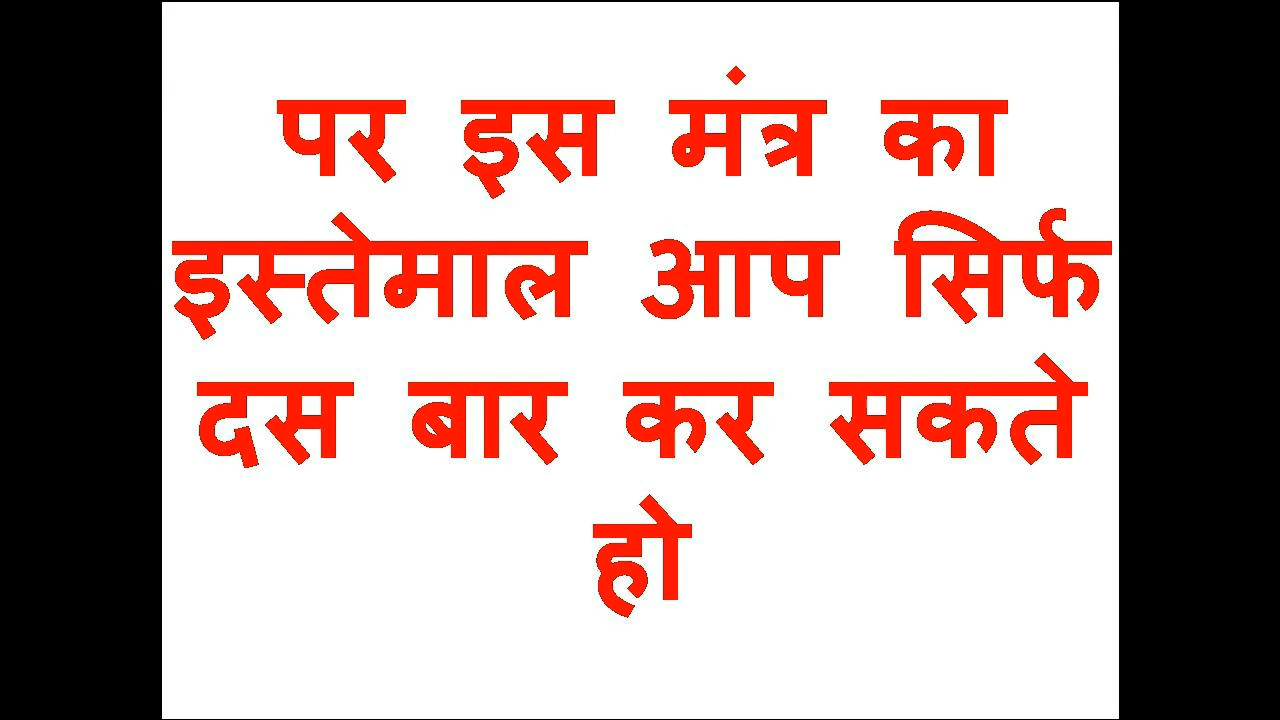 पर इस मंत्र का
इस्तेमाल आप सिर्फ
दस बार कर सकते
हो